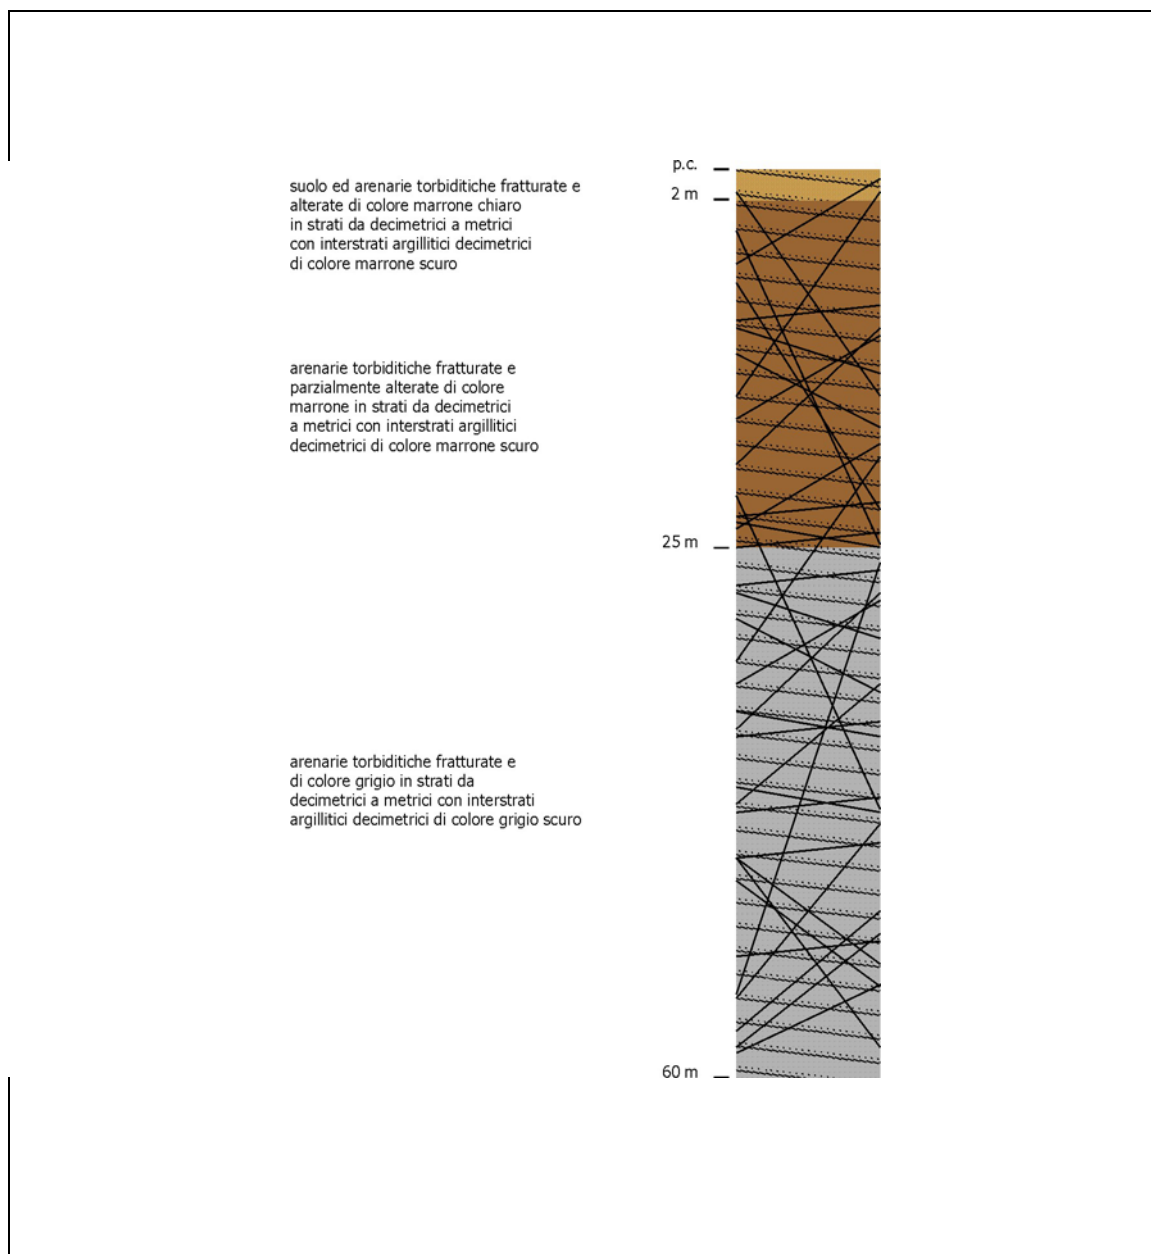 p.c.
suolo ed arenarie torbiditiche fratturate e
alterate di colore marrone chiaro
in strati da decimetrici a metrici
con interstrati argillitici decimetrici
di colore marrone scuro
2 m
arenarie torbiditiche fratturate e
parzialmente alterate di colore
marrone in strati da decimetrici
a metrici con interstrati argillitici
decimetrici di colore marrone scuro
25 m
arenarie torbiditiche fratturate e
di colore grigio in strati da
decimetrici a metrici con interstrati
argillitici decimetrici di colore grigio scuro
60 m